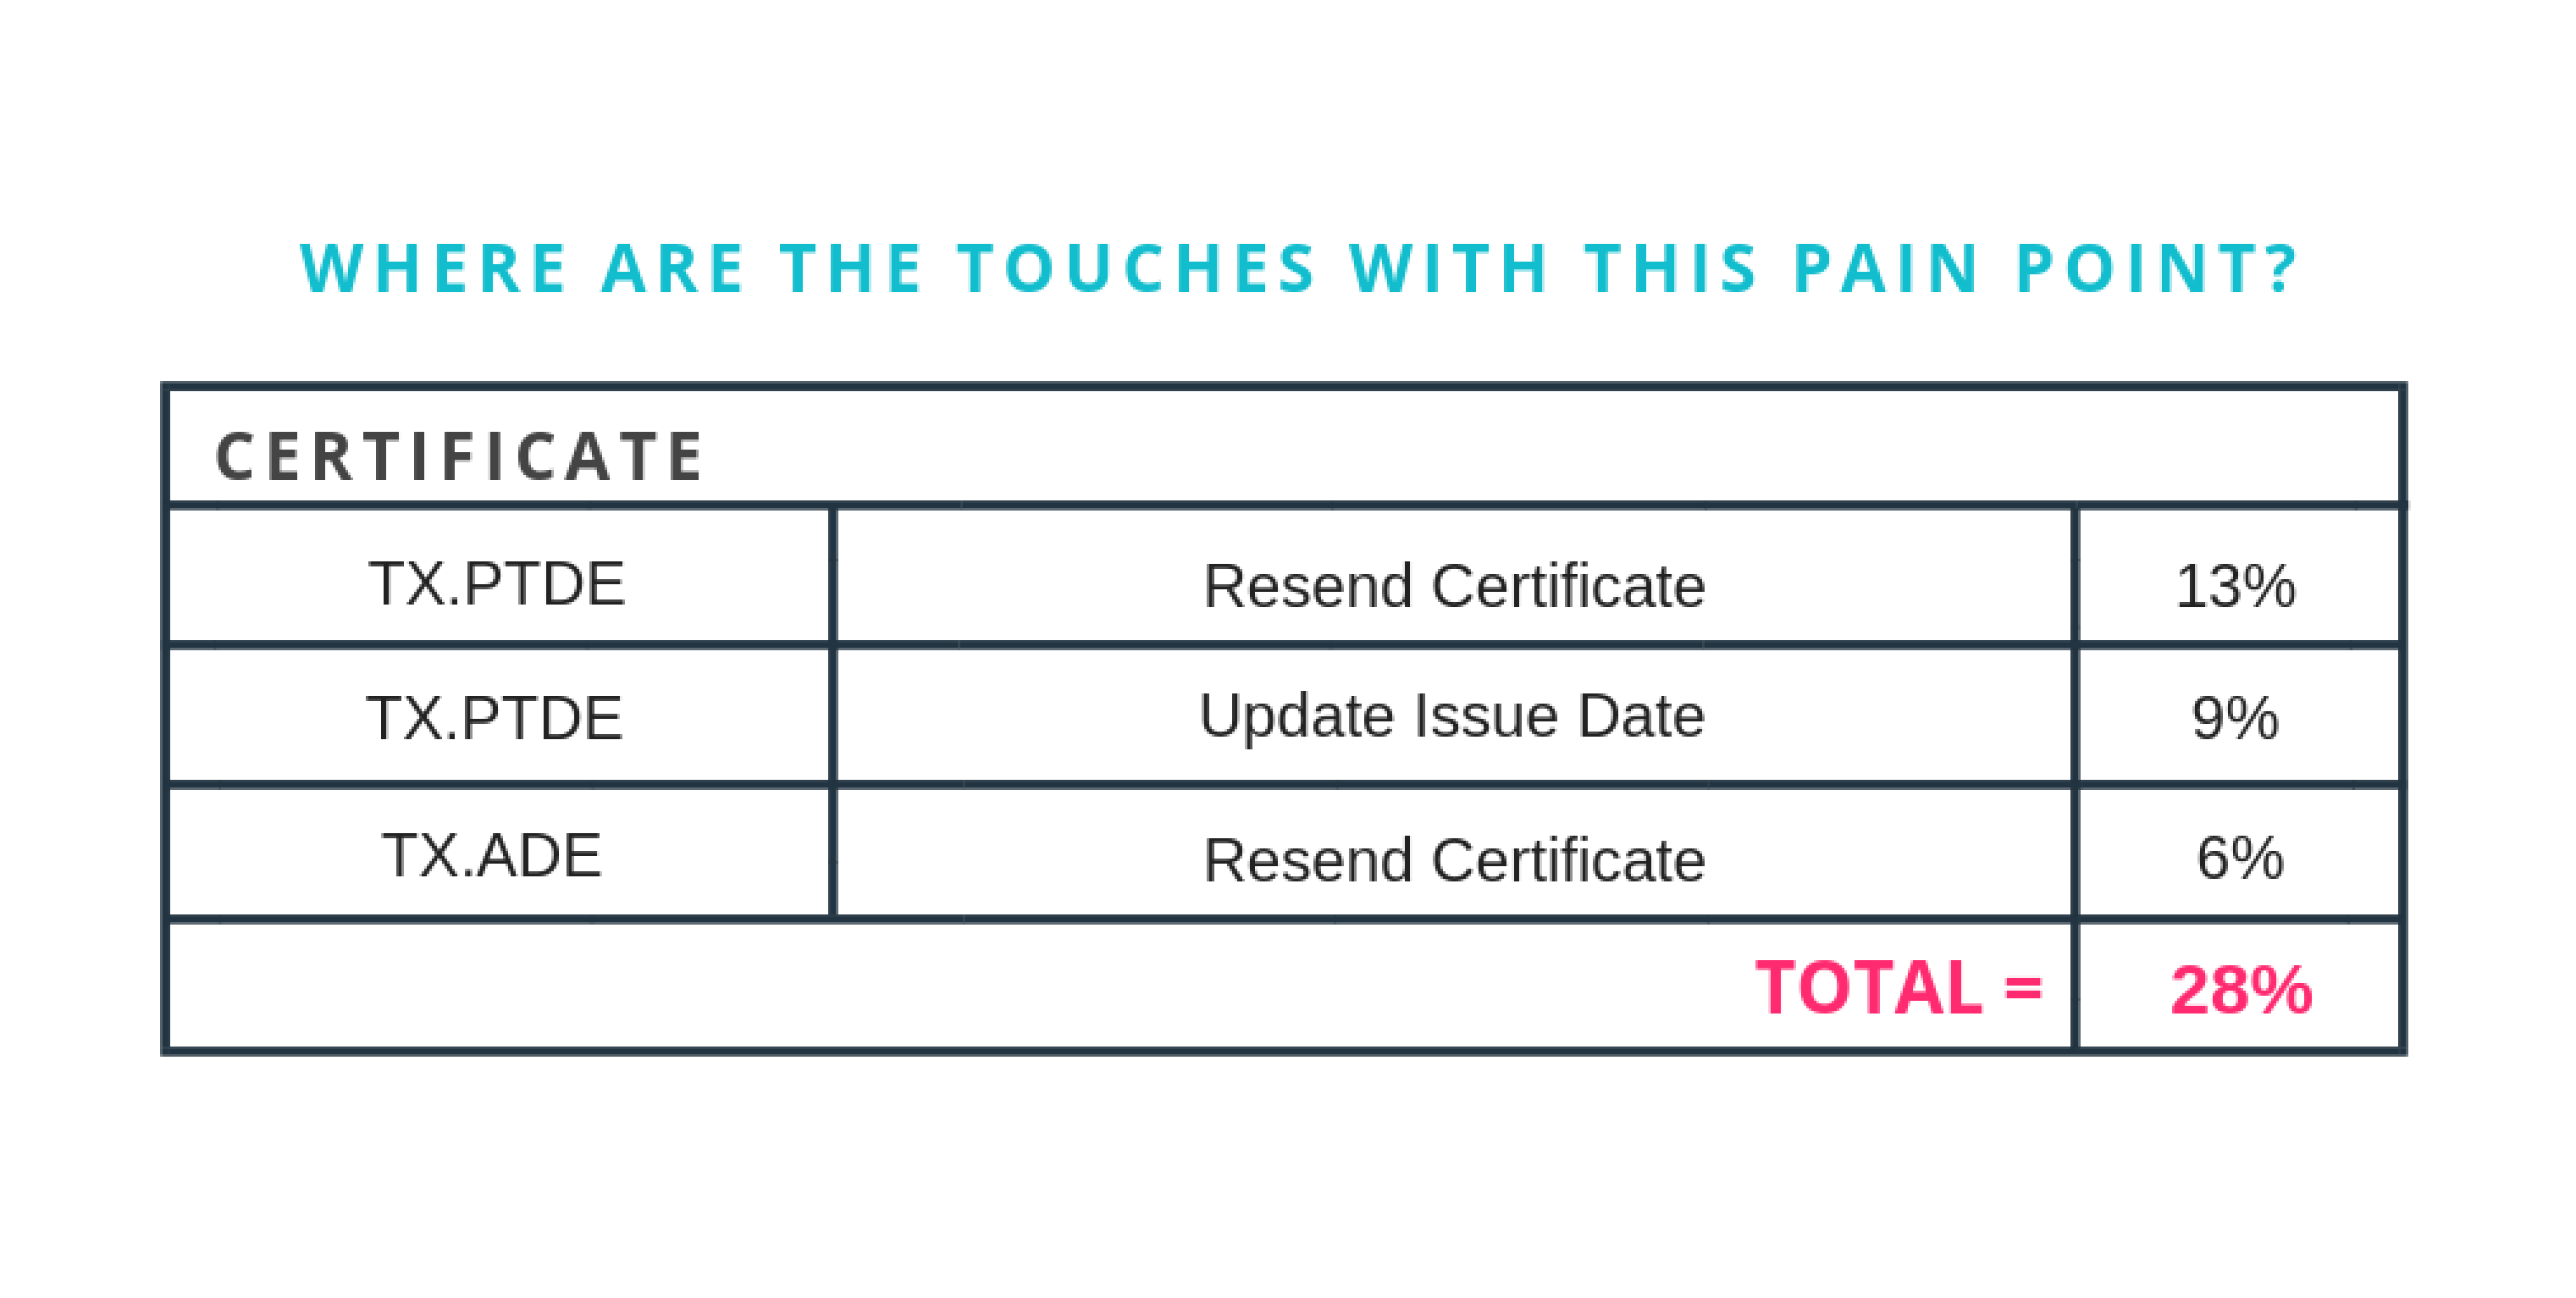 WHERE ARE THE TOUCHES WITH THIS PAIN POINT?
CERTIFICATE
TX.PTDE Resend Certificate 13%
TX.PTDE Update Issue Date 9%
TX.ADE Resend Certificate 6%
TOTAL = 28%